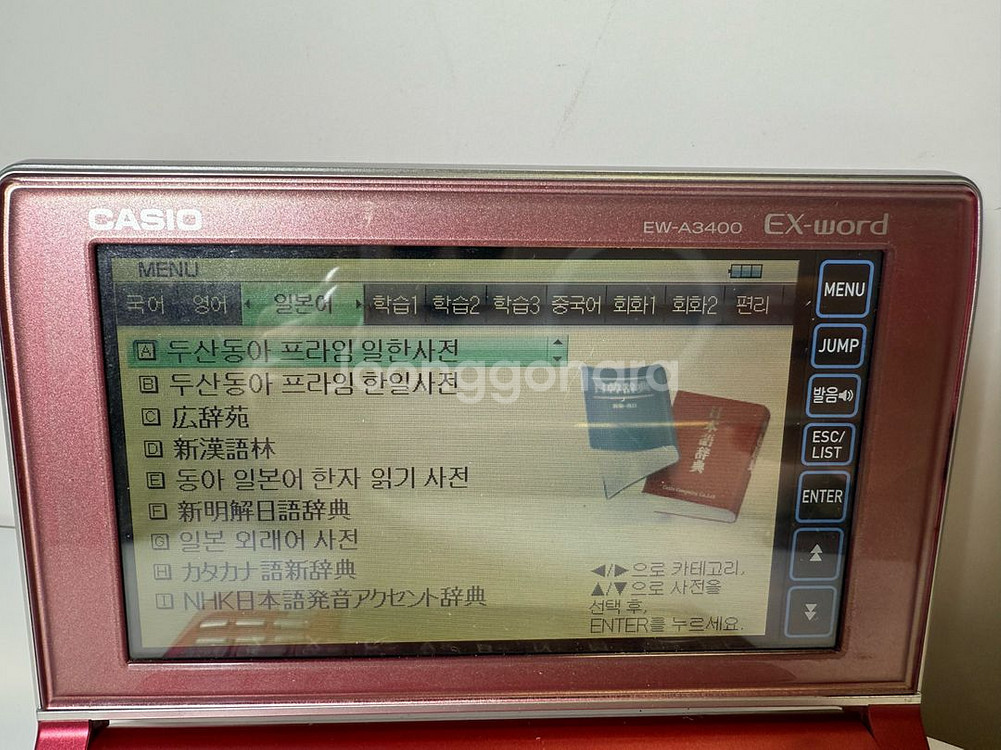 CASIO
EW-A3400 EX-word
MENU
국어 영어 일본어 학습1 학습2 학습3 중국어 회화1 회화2 편리
A 두산동아 프라임 일한사전
B 두산동아 프라임 한일사전
C 広辞苑
D 新漢語林
E 동아 일본어 한자 읽기 사전
F 新明解日語辞典
G 일본 외래어 사전
H カタカナ語新辞典
I NHK日本語発音アクセント辞典
日本語辞典
◀/▶으로 카테고리,
▲/▼으로 사전을
선택 후,
ENTER를 누르세요.
MENU
JUMP
발음
ESC/
LIST
ENTER
joonggonara